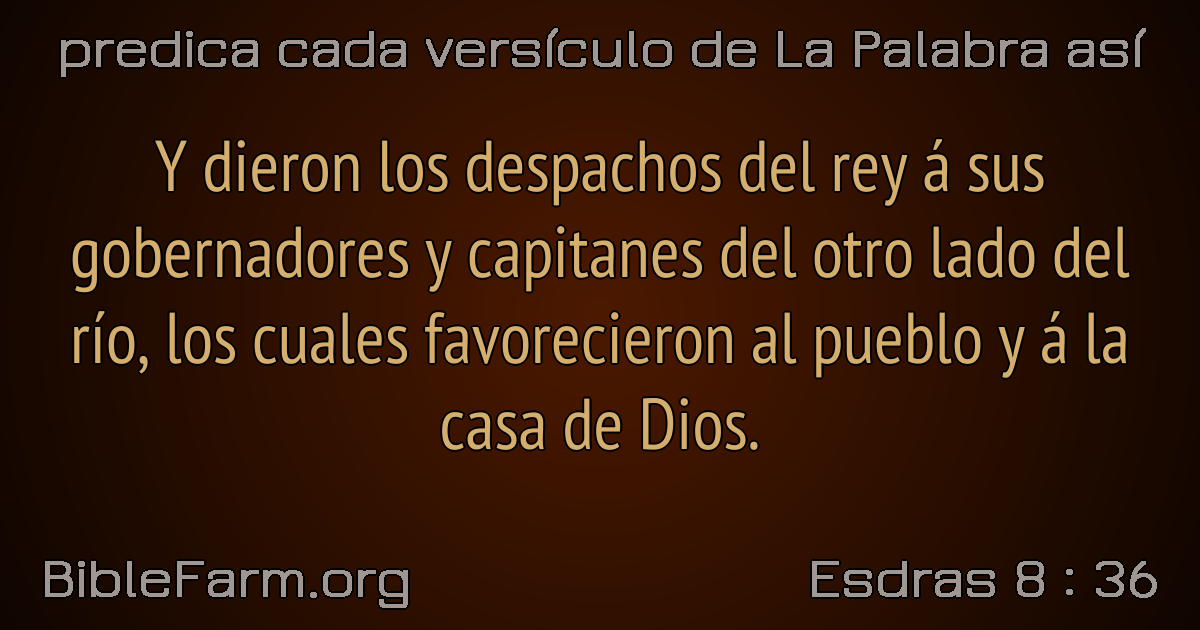 predica cada versículo de La Palabra así
Y dieron los despachos del rey á sus
gobernadores y capitanes del otro lado del
río, los cuales favorecieron al pueblo y á la
casa de Dios.
BibleFarm.org
Esdras 8 : 36